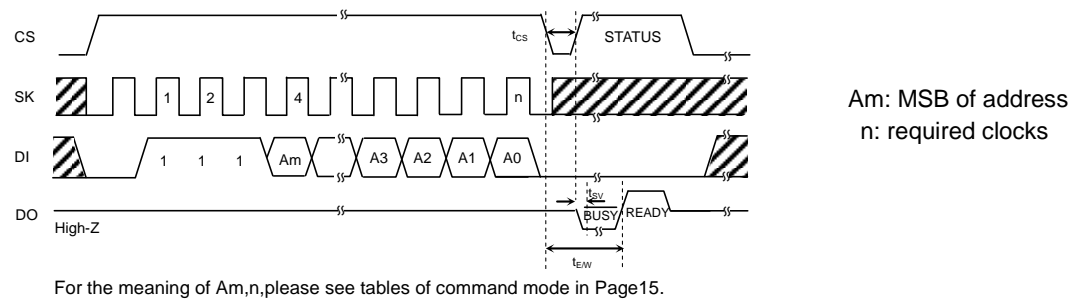 CS
tCS
STATUS
SK
1
2
4
n
DI
1
1
1
Am
A3
A2
A1
A0
DO
High-Z
tSV
BUSY
READY
tE/W
Am: MSB of address
n: required clocks
For the meaning of Am,n,please see tables of command mode in Page15.